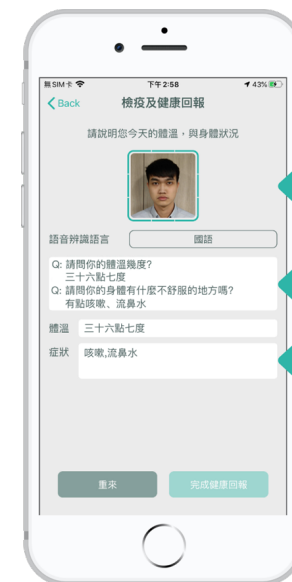 無SIM卡 下午2:58 43%
Back 檢疫及健康回報
請說明您今天的體溫，與身體狀況
語音辨識語言 國語
Q: 請問你的體溫幾度?
三十六點七度
Q: 請問你的身體有什麼不舒服的地方嗎?
有點咳嗽、流鼻水
體溫 三十六點七度
症狀 咳嗽,流鼻水
重來 完成健康回報